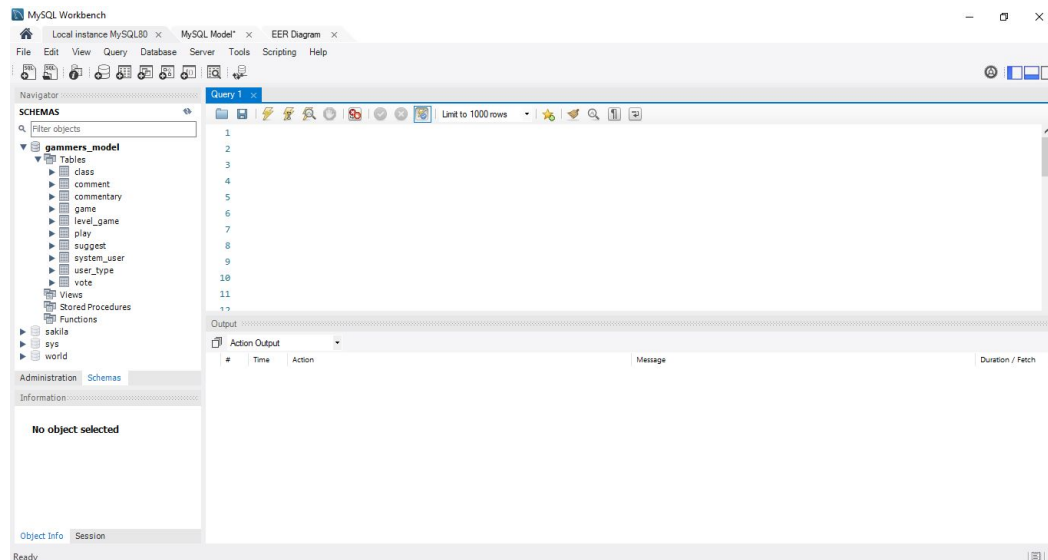 MySQL Workbench
Local instance MySQL80 × MySQL Model* × EER Diagram ×
File Edit View Query Database Server Tools Scripting Help
Navigator
SCHEMAS
Filter objects
gammers_model
Tables
class
comment
commentary
game
level_game
play
suggest
system_user
user_type
vote
Views
Stored Procedures
Functions
sakila
sys
world
Administration Schemas
Information
No object selected
Object Info Session
Query 1 ×
Limit to 1000 rows
1
2
3
4
5
6
7
8
9
10
11
12
Output
Action Output
# Time Action Message Duration / Fetch
Ready